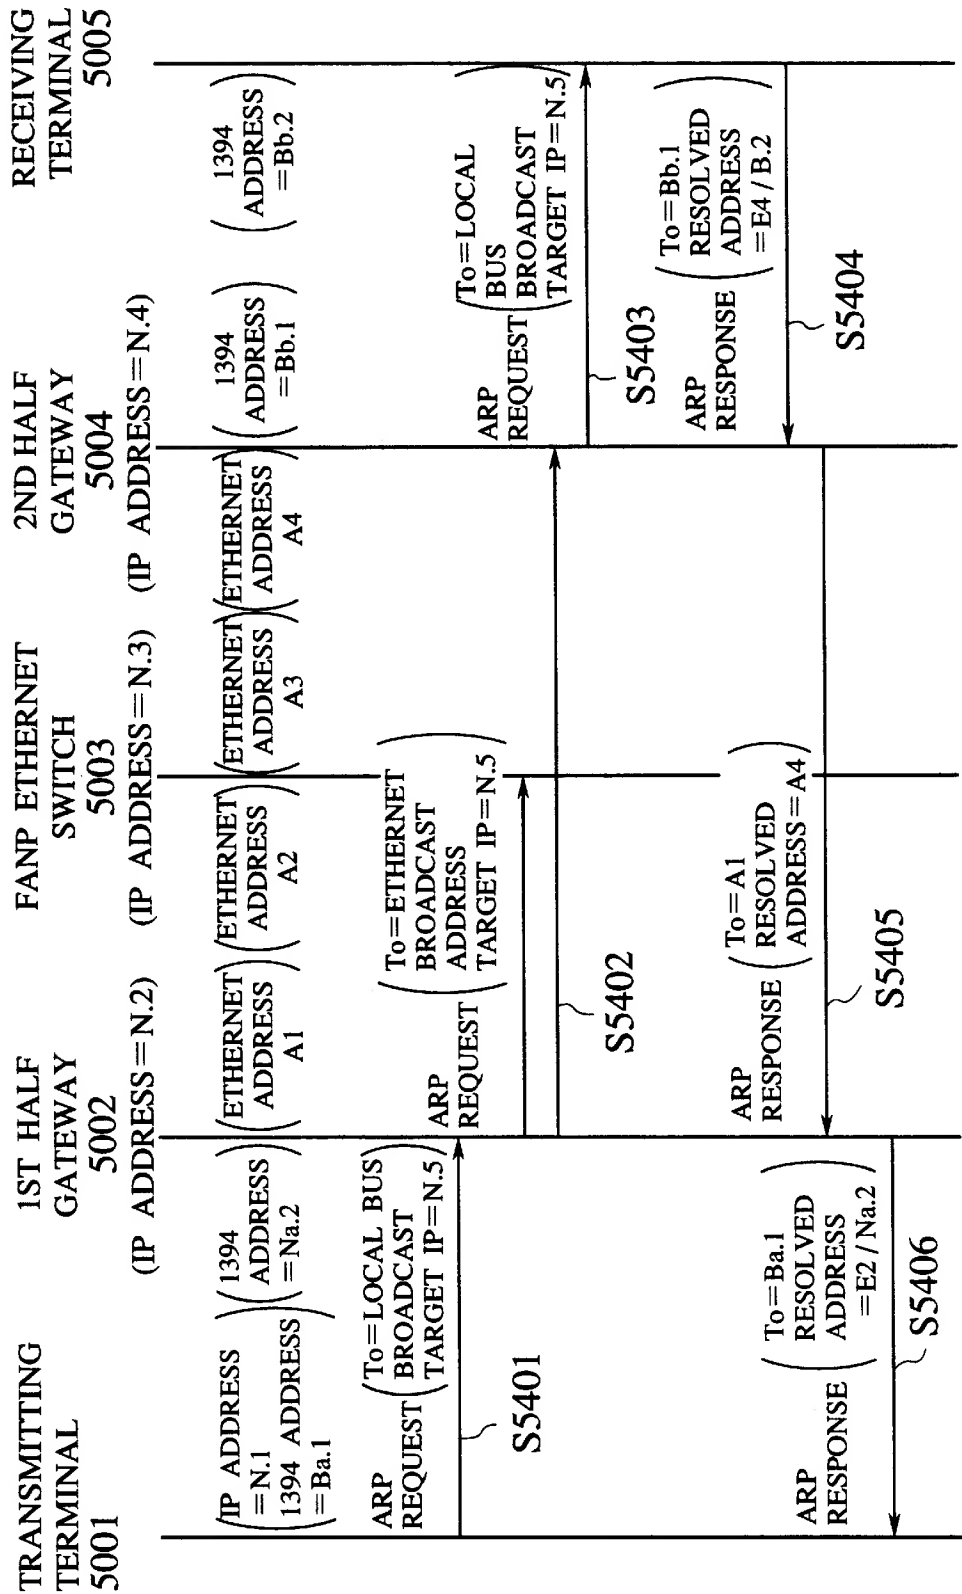 TRANSMITTING
TERMINAL
5001
1ST HALF
GATEWAY
5002
(IP ADDRESS=N.2)
FANP ETHERNET
SWITCH
5003
(IP ADDRESS=N.3)
2ND HALF
GATEWAY
5004
(IP ADDRESS=N.4)
RECEIVING
TERMINAL
5005
(IP ADDRESS
=N.1
1394 ADDRESS
=Ba.1)
(1394
ADDRESS
=Na.2)
(ETHERNET
ADDRESS
A1)
(ETHERNET
ADDRESS
A2)
(ETHERNET
ADDRESS
A3)
(ETHERNET
ADDRESS
A4)
(1394
ADDRESS
=Bb.1)
(1394
ADDRESS
=Bb.2)
ARP
REQUEST
(To=LOCAL BUS
BROADCAST
TARGET IP=N.5)
S5401
ARP
REQUEST
(To=ETHERNET
BROADCAST
ADDRESS
TARGET IP=N.5)
S5402
ARP
REQUEST
(To=LOCAL
BUS
BROADCAST
TARGET IP=N.5)
S5403
ARP
RESPONSE
(To=Bb.1
RESOLVED
ADDRESS
=E4/B.2)
S5404
ARP
RESPONSE
(To=A1
RESOLVED
ADDRESS=A4)
S5405
ARP
RESPONSE
(To=Ba.1
RESOLVED
ADDRESS
=E2/Na.2)
S5406